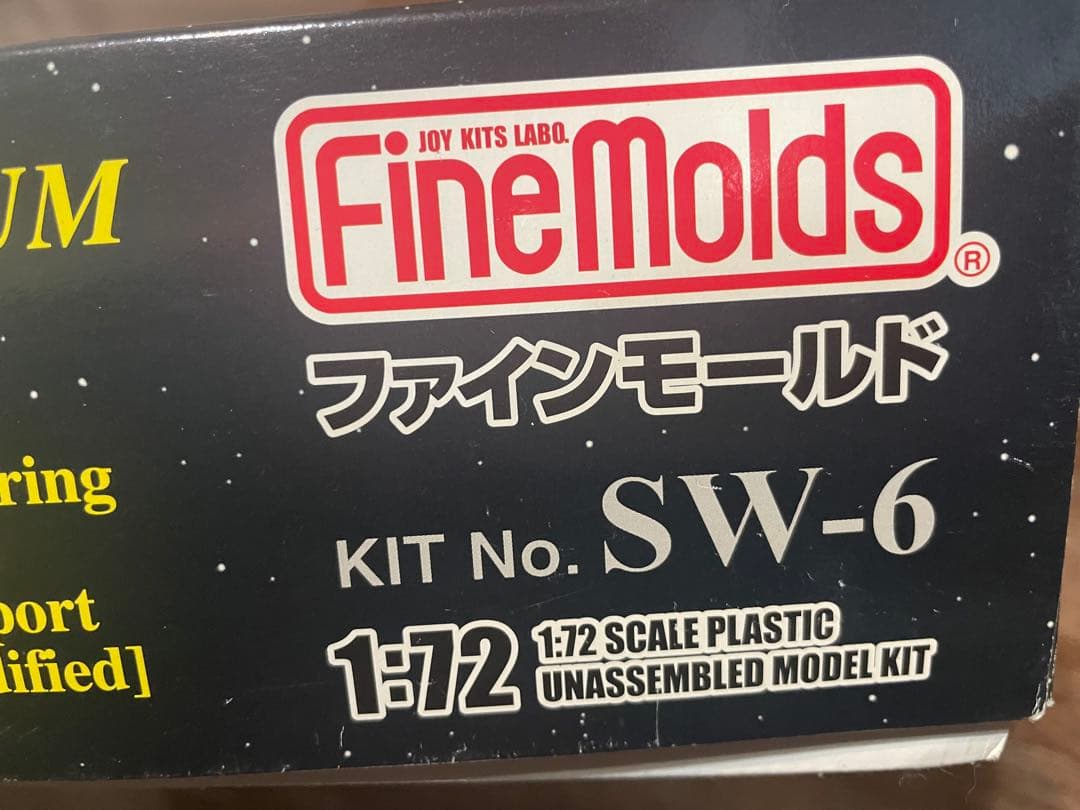 UM
JOY KITS LABO.
FineMolds
®
ファインモールド
ring
KIT No. SW-6
port
lified]
1:72
1:72 SCALE PLASTIC
UNASSEMBLED MODEL KIT